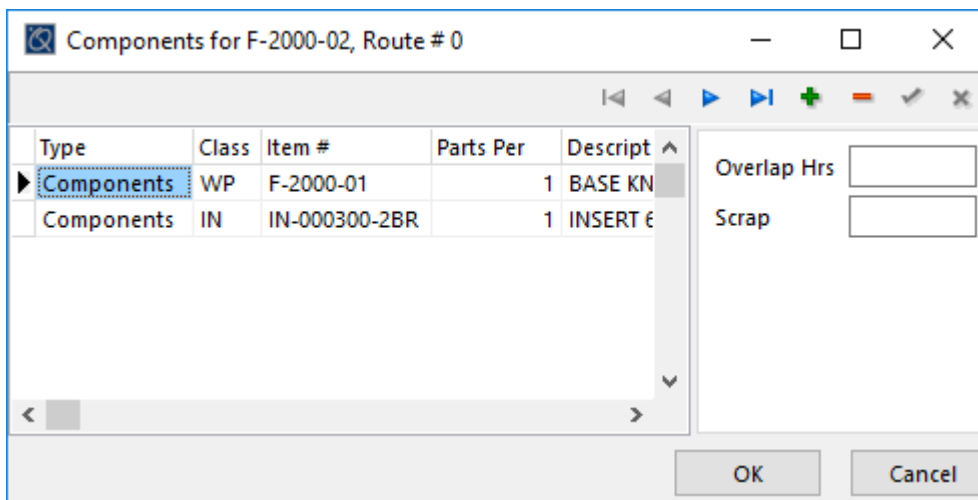 Components for F-2000-02, Route # 0
Type Class Item # Parts Per Descript
Components WP F-2000-01 1 BASE KN
Components IN IN-000300-2BR 1 INSERT 6
Overlap Hrs
Scrap
OK Cancel